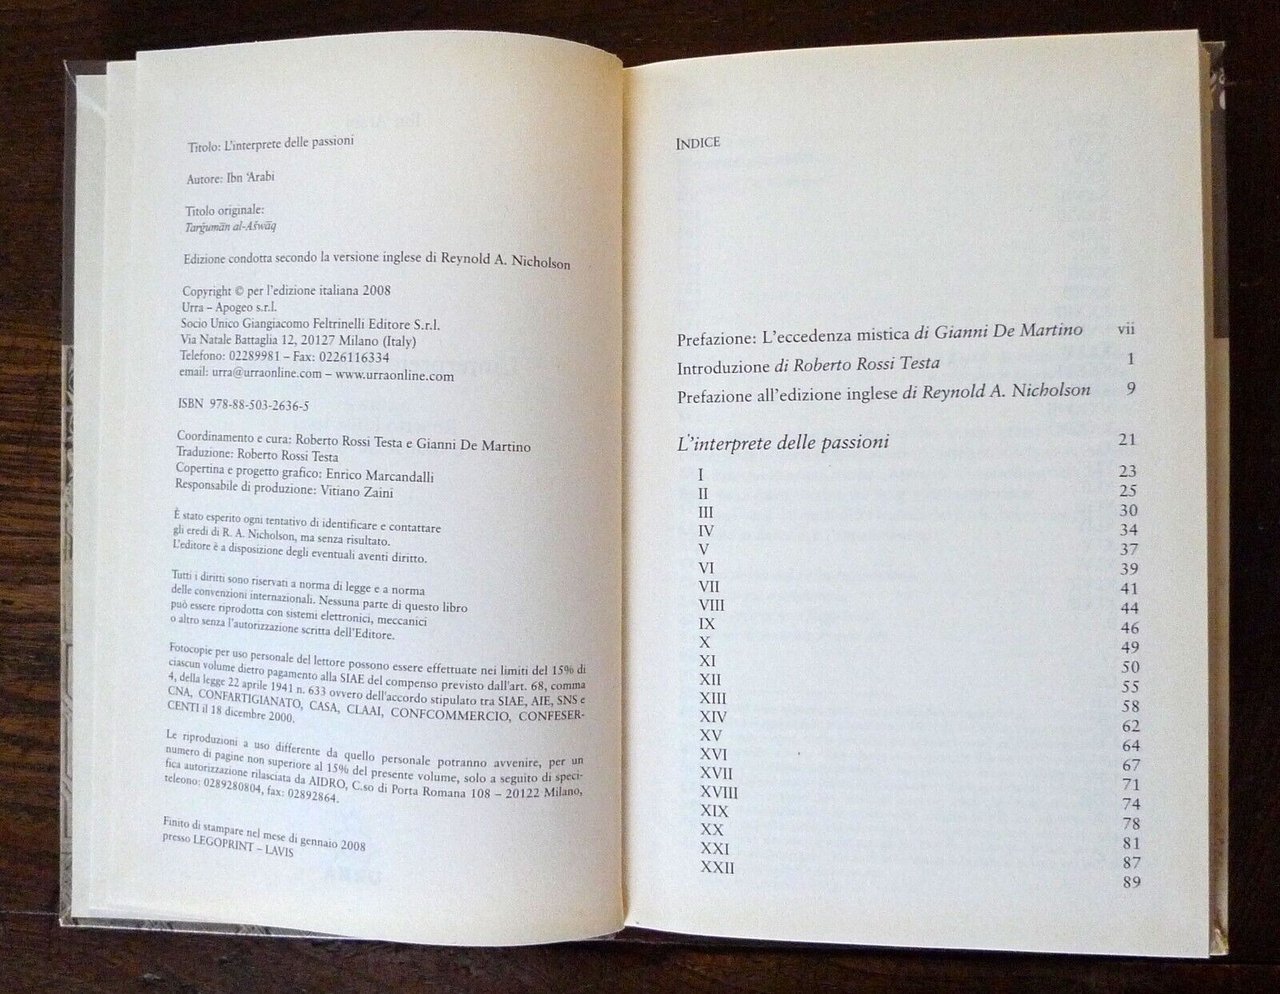 Titolo: L'interprete delle passioni
Autore: Ibn 'Arabi
Titolo originale:
Tarǧumān al-Ašwāq
Edizione condotta secondo la versione inglese di Reynold A. Nicholson
Copyright © per l'edizione italiana 2008
Urra – Apogeo s.r.l.
Socio Unico Giangiacomo Feltrinelli Editore S.r.l.
Via Natale Battaglia 12, 20127 Milano (Italy)
Telefono: 02289981 – Fax: 0226116334
email: urra@urraonline.com – www.urraonline.com
ISBN 978-88-503-2636-5
Coordinamento e cura: Roberto Rossi Testa e Gianni De Martino
Traduzione: Roberto Rossi Testa
Copertina e progetto grafico: Enrico Marcandalli
Responsabile di produzione: Vitiano Zaini
È stato esperito ogni tentativo di identificare e contattare
gli eredi di R. A. Nicholson, ma senza risultato.
L'editore è a disposizione degli eventuali aventi diritto.
Tutti i diritti sono riservati a norma di legge e a norma
delle convenzioni internazionali. Nessuna parte di questo libro
può essere riprodotta con sistemi elettronici, meccanici
o altro senza l'autorizzazione scritta dell'Editore.
Fotocopie per uso personale del lettore possono essere effettuate nei limiti del 15% di
ciascun volume dietro pagamento alla SIAE del compenso previsto dall'art. 68, comma
4, della legge 22 aprile 1941 n. 633 ovvero dell'accordo stipulato tra SIAE, AIE, SNS e
CNA, CONFARTIGIANATO, CASA, CLAAI, CONFCOMMERCIO, CONFESER-
CENTI il 18 dicembre 2000.
Le riproduzioni a uso differente da quello personale potranno avvenire, per un
numero di pagine non superiore al 15% del presente volume, solo a seguito di speci-
fica autorizzazione rilasciata da AIDRO, C.so di Porta Romana 108 – 20122 Milano,
teleono: 0289280804, fax: 02892864.
Finito di stampare nel mese di gennaio 2008
presso LEGOPRINT – LAVIS
INDICE
Prefazione: L'eccedenza mistica di Gianni De Martino vii
Introduzione di Roberto Rossi Testa 1
Prefazione all'edizione inglese di Reynold A. Nicholson 9
L'interprete delle passioni 21
I 23
II 25
III 30
IV 34
V 37
VI 39
VII 41
VIII 44
IX 46
X 49
XI 50
XII 55
XIII 58
XIV 62
XV 64
XVI 67
XVII 71
XVIII 74
XIX 78
XX 81
XXI 87
XXII 89